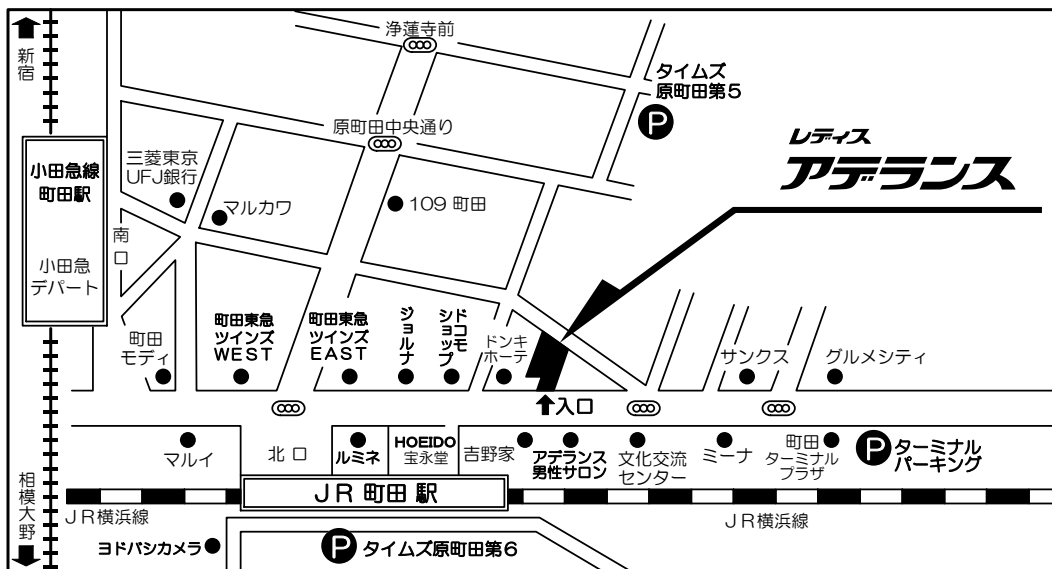 新宿
浄蓮寺前
タイムズ
原町田第5
P
原町田中央通り
レディス
アデランス
小田急線
町田駅
小田急
デパート
三菱東京
UFJ銀行
マルカワ
109 町田
南口
町田
モディ
町田東急
ツインズ
WEST
町田東急
ツインズ
EAST
ジョルナ
ドコモ
ショップ
ドンキ
ホーテ
サンクス
グルメシティ
入口
マルイ
北口
ルミネ
HOEIDO
宝永堂
吉野家
アデランス
男性サロン
文化交流
センター
ミーナ
町田
ターミナル
プラザ
P
ターミナル
パーキング
相模大野
JR 町田 駅
JR横浜線
JR横浜線
ヨドバシカメラ
P
タイムズ原町田第6